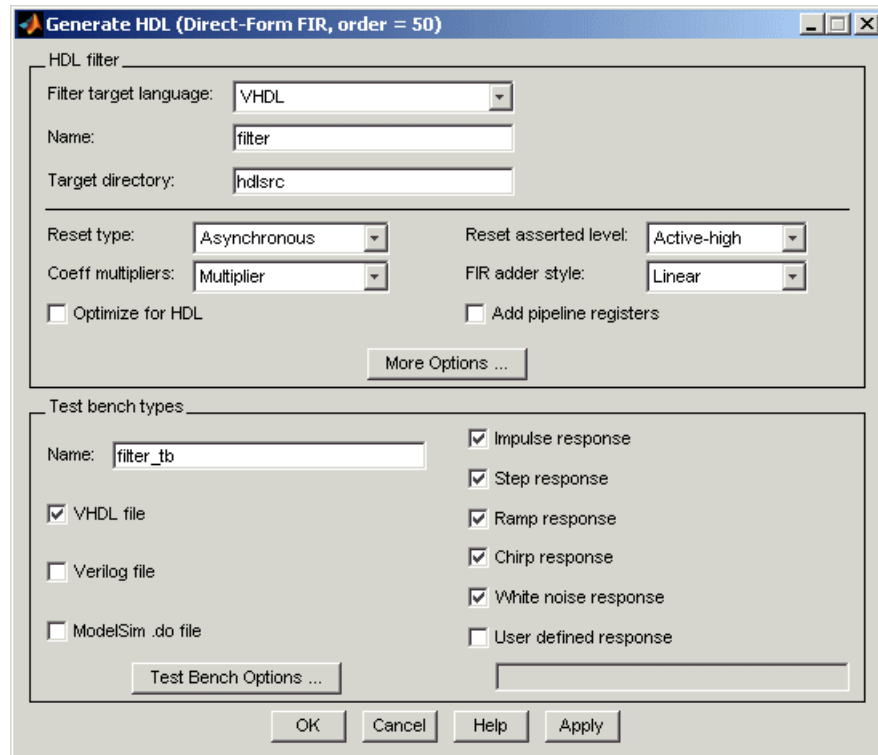 Generate HDL (Direct-Form FIR, order = 50)
HDL filter
Filter target language: VHDL
Name: filter
Target directory: hdlsrc
Reset type: Asynchronous Reset asserted level: Active-high
Coeff multipliers: Multiplier FIR adder style: Linear
Optimize for HDL Add pipeline registers
More Options ...
Test bench types
Name: filter_tb
VHDL file
Verilog file
ModelSim .do file
Test Bench Options ...
Impulse response
Step response
Ramp response
Chirp response
White noise response
User defined response
OK Cancel Help Apply